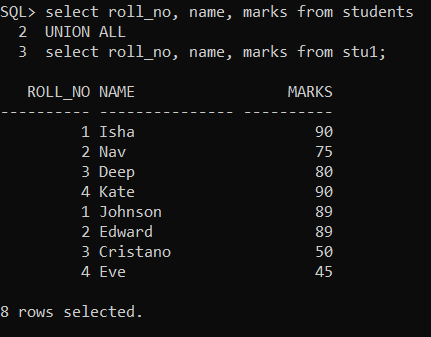 SQL> select roll_no, name, marks from students
2 UNION ALL
3 select roll_no, name, marks from stu1;
ROLL_NO NAME MARKS
---------- --------------- ----------
1 Isha 90
2 Nav 75
3 Deep 80
4 Kate 90
1 Johnson 89
2 Edward 89
3 Cristano 50
4 Eve 45
8 rows selected.